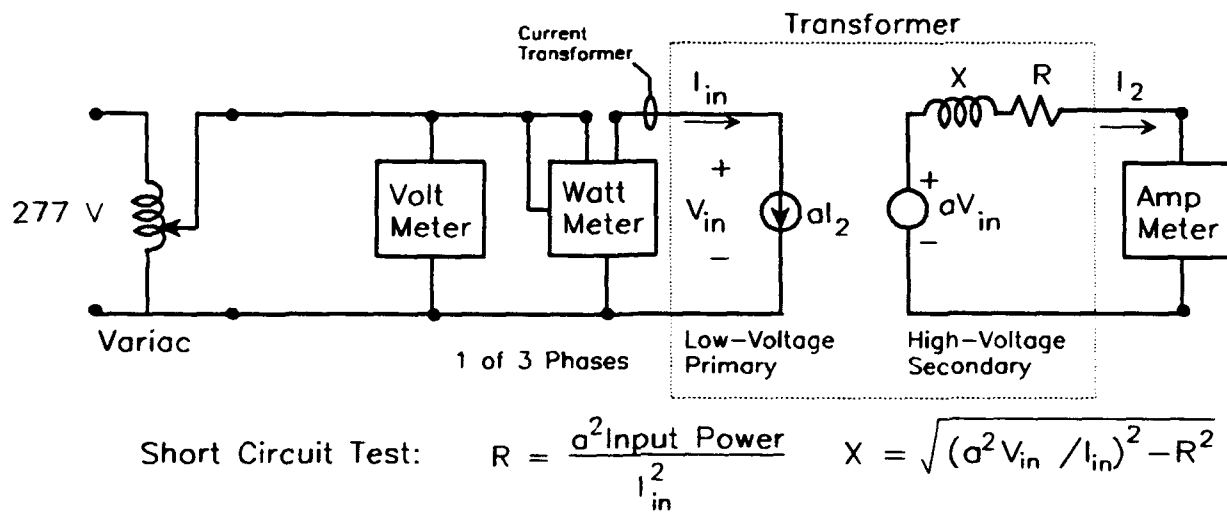 Transformer
Current
Transformer
I_in
X
R
I_2
277 V
Volt
Meter
Watt
Meter
+
V_in
−
aI_2
+
aV_in
−
Amp
Meter
Variac
1 of 3 Phases
Low−Voltage
Primary
High−Voltage
Secondary
Short Circuit Test: R = a²Input Power / I_in² X = √((a²V_in /I_in)² −R²)